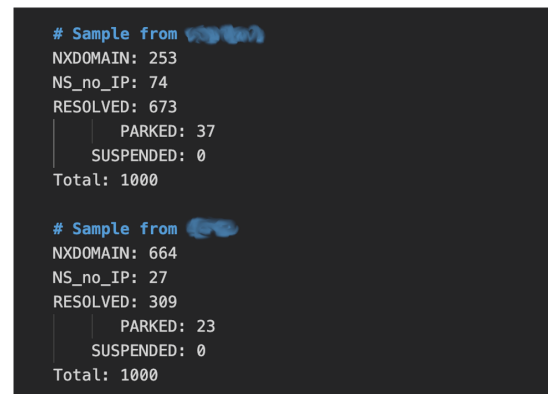 # Sample from
NXDOMAIN: 253
NS_no_IP: 74
RESOLVED: 673
PARKED: 37
SUSPENDED: 0
Total: 1000
# Sample from
NXDOMAIN: 664
NS_no_IP: 27
RESOLVED: 309
PARKED: 23
SUSPENDED: 0
Total: 1000